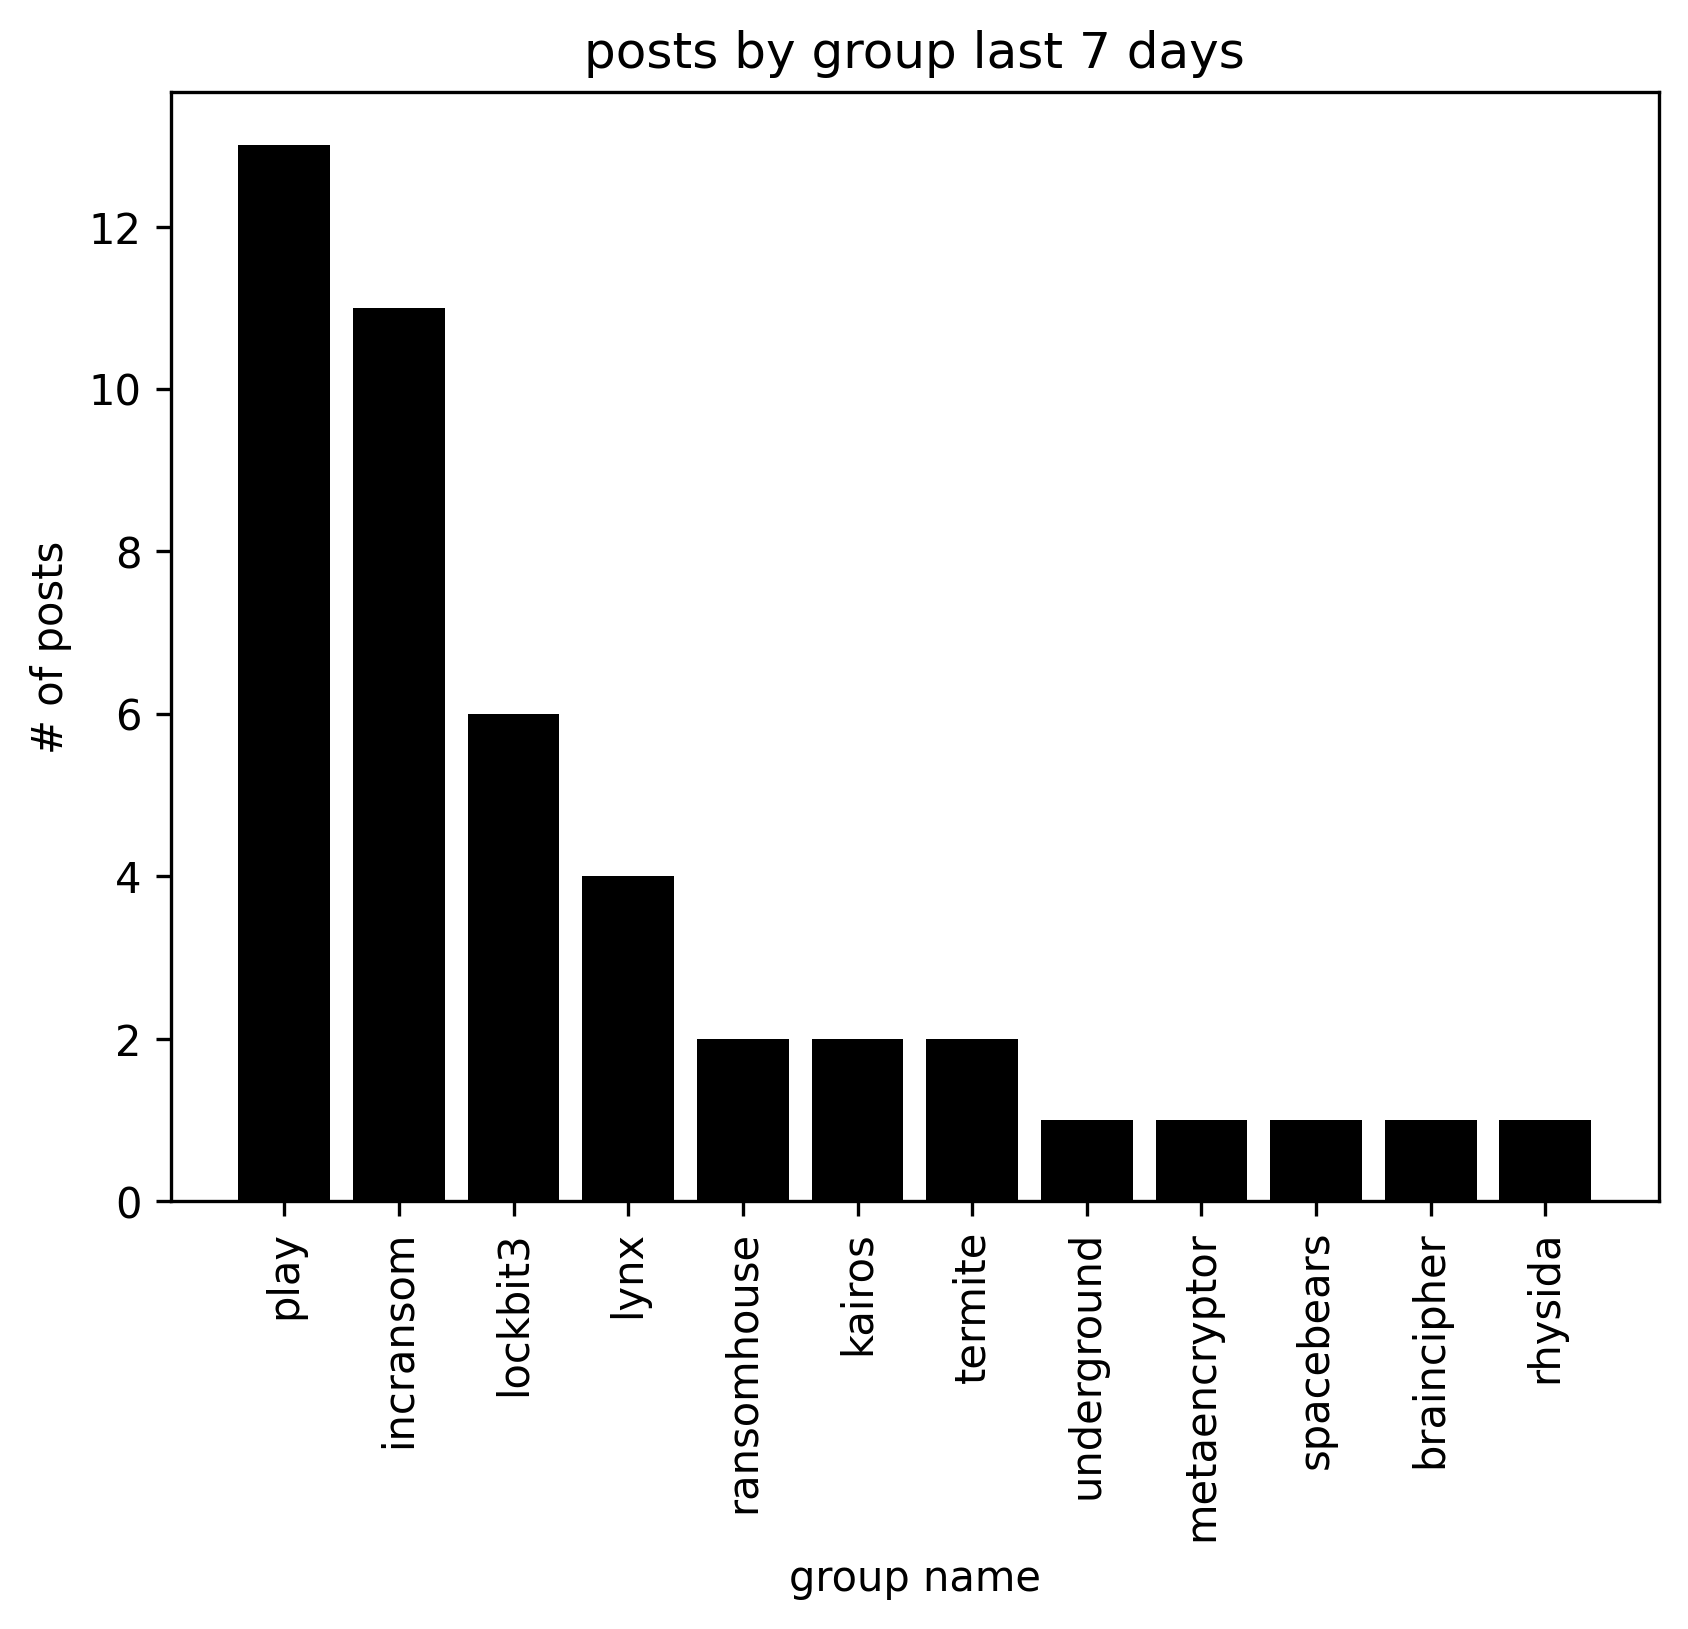 posts by group last 7 days
# of posts
12
10
8
6
4
2
0
play
incransom
lockbit3
lynx
ransomhouse
kairos
termite
underground
metaencryptor
spacebears
braincipher
rhysida
group name